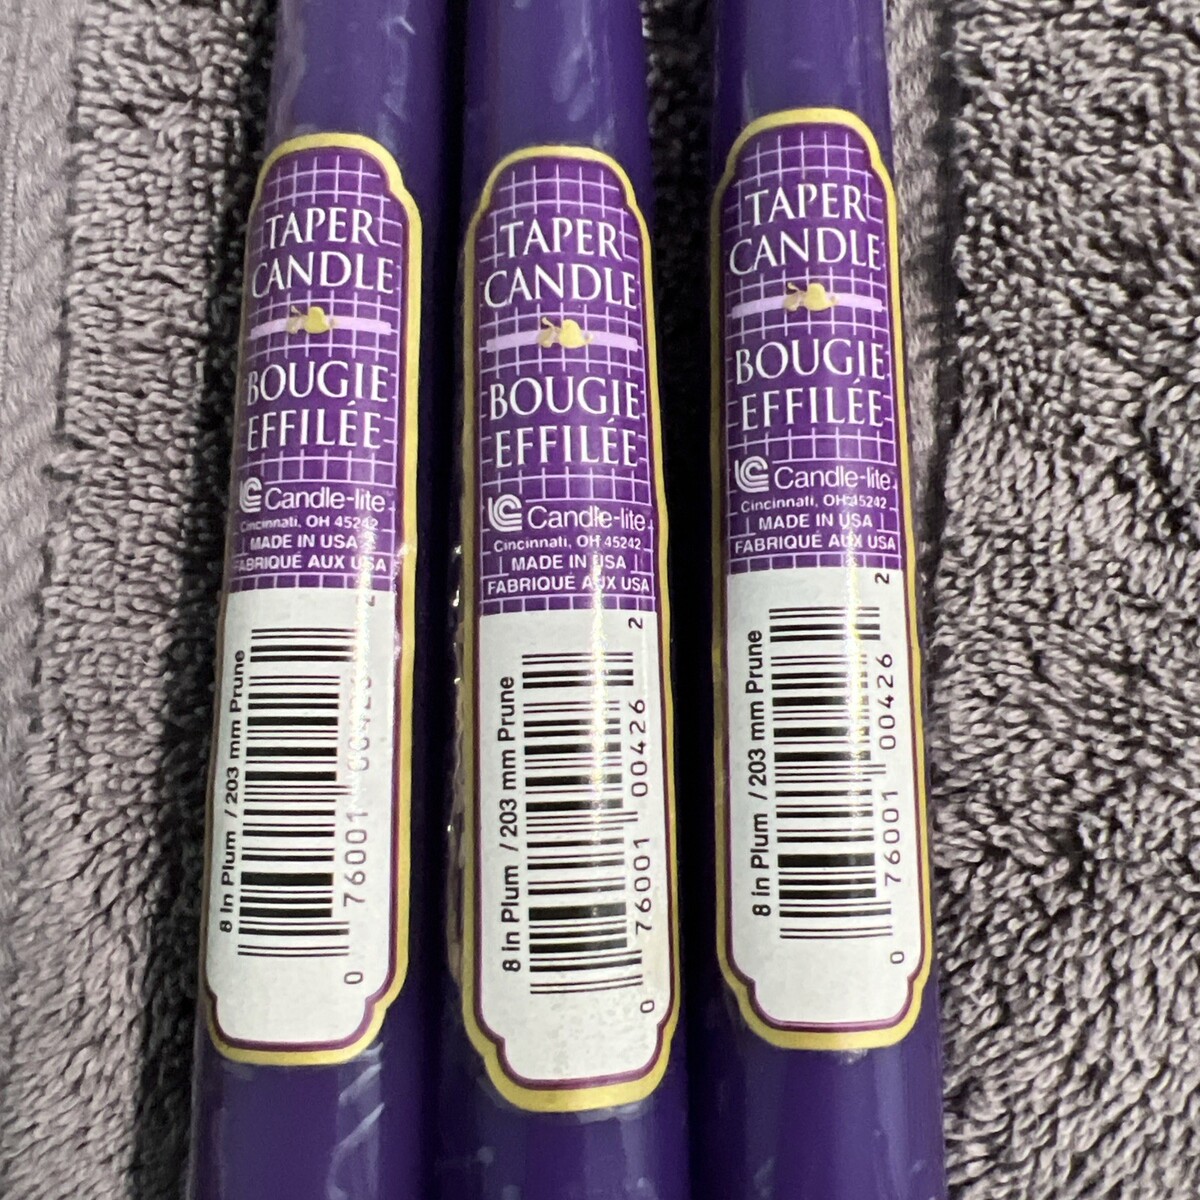 TAPER
CANDLE
BOUGIE
EFFILÉE
Candle-lite
Cincinnati, OH 45242
MADE IN USA
FABRIQUÉ AUX USA
8 in Plum / 203 mm Prune
0 76001
TAPER
CANDLE
BOUGIE
EFFILÉE
Candle-lite
Cincinnati, OH 45242
MADE IN USA
FABRIQUÉ AUX USA
8 in Plum / 203 mm Prune
0 76001 00426 2
TAPER
CANDLE
BOUGIE
EFFILÉE
Candle-lite
Cincinnati, OH 45242
MADE IN USA
FABRIQUÉ AUX USA
8 in Plum / 203 mm Prune
0 76001 00426 2